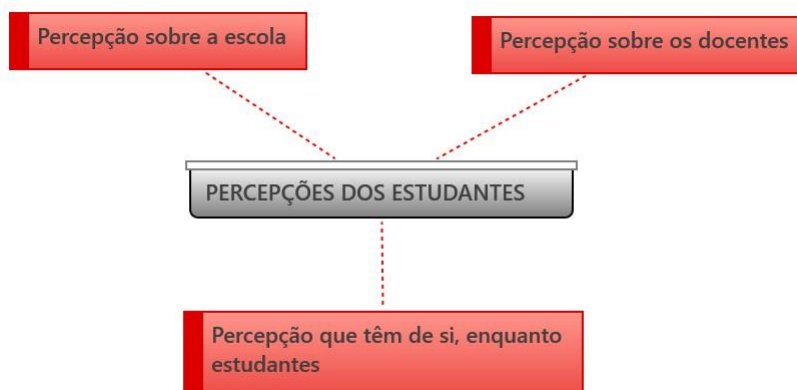 Percepção sobre a escola
Percepção sobre os docentes
PERCEPÇÕES DOS ESTUDANTES
Percepção que têm de si, enquanto
estudantes